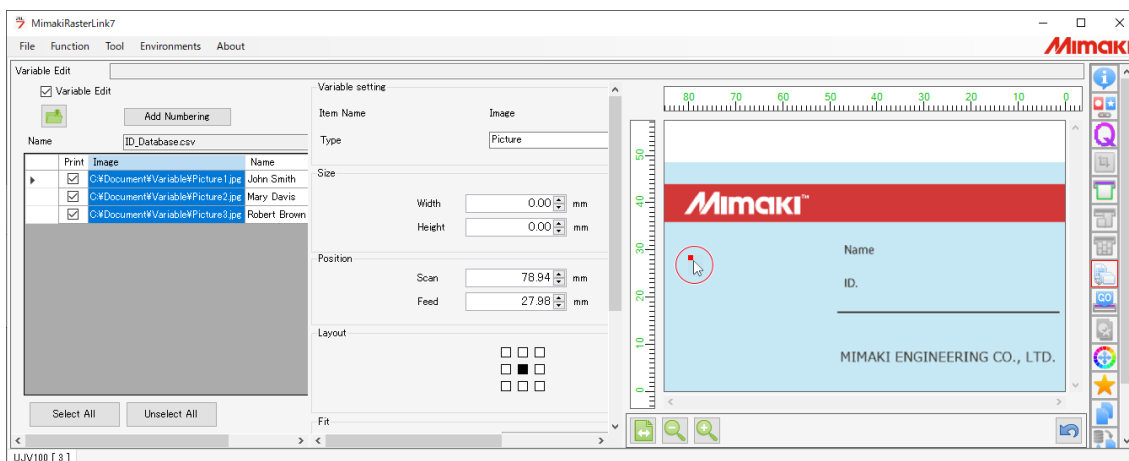 MimakiRasterLink7
File Function Tool Environments About
Mimaki
Variable Edit
Variable Edit
Add Numbering
Name ID_Database.csv
Print Image Name
C:¥Document¥Variable¥Picture1.jpg John Smith
C:¥Document¥Variable¥Picture2.jpg Mary Davis
C:¥Document¥Variable¥Picture3.jpg Robert Brown
Select All Unselect All
Variable setting
Item Name Image
Type Picture
Size
Width 0.00 mm
Height 0.00 mm
Position
Scan 78.94 mm
Feed 27.98 mm
Layout
Fit
80 70 60 50 40 30 20 10 0
50
40
30
20
10
0
Mimaki™
Name
ID.
MIMAKI ENGINEERING CO., LTD.
i
Q
GO
UJV100 [ 3 ]